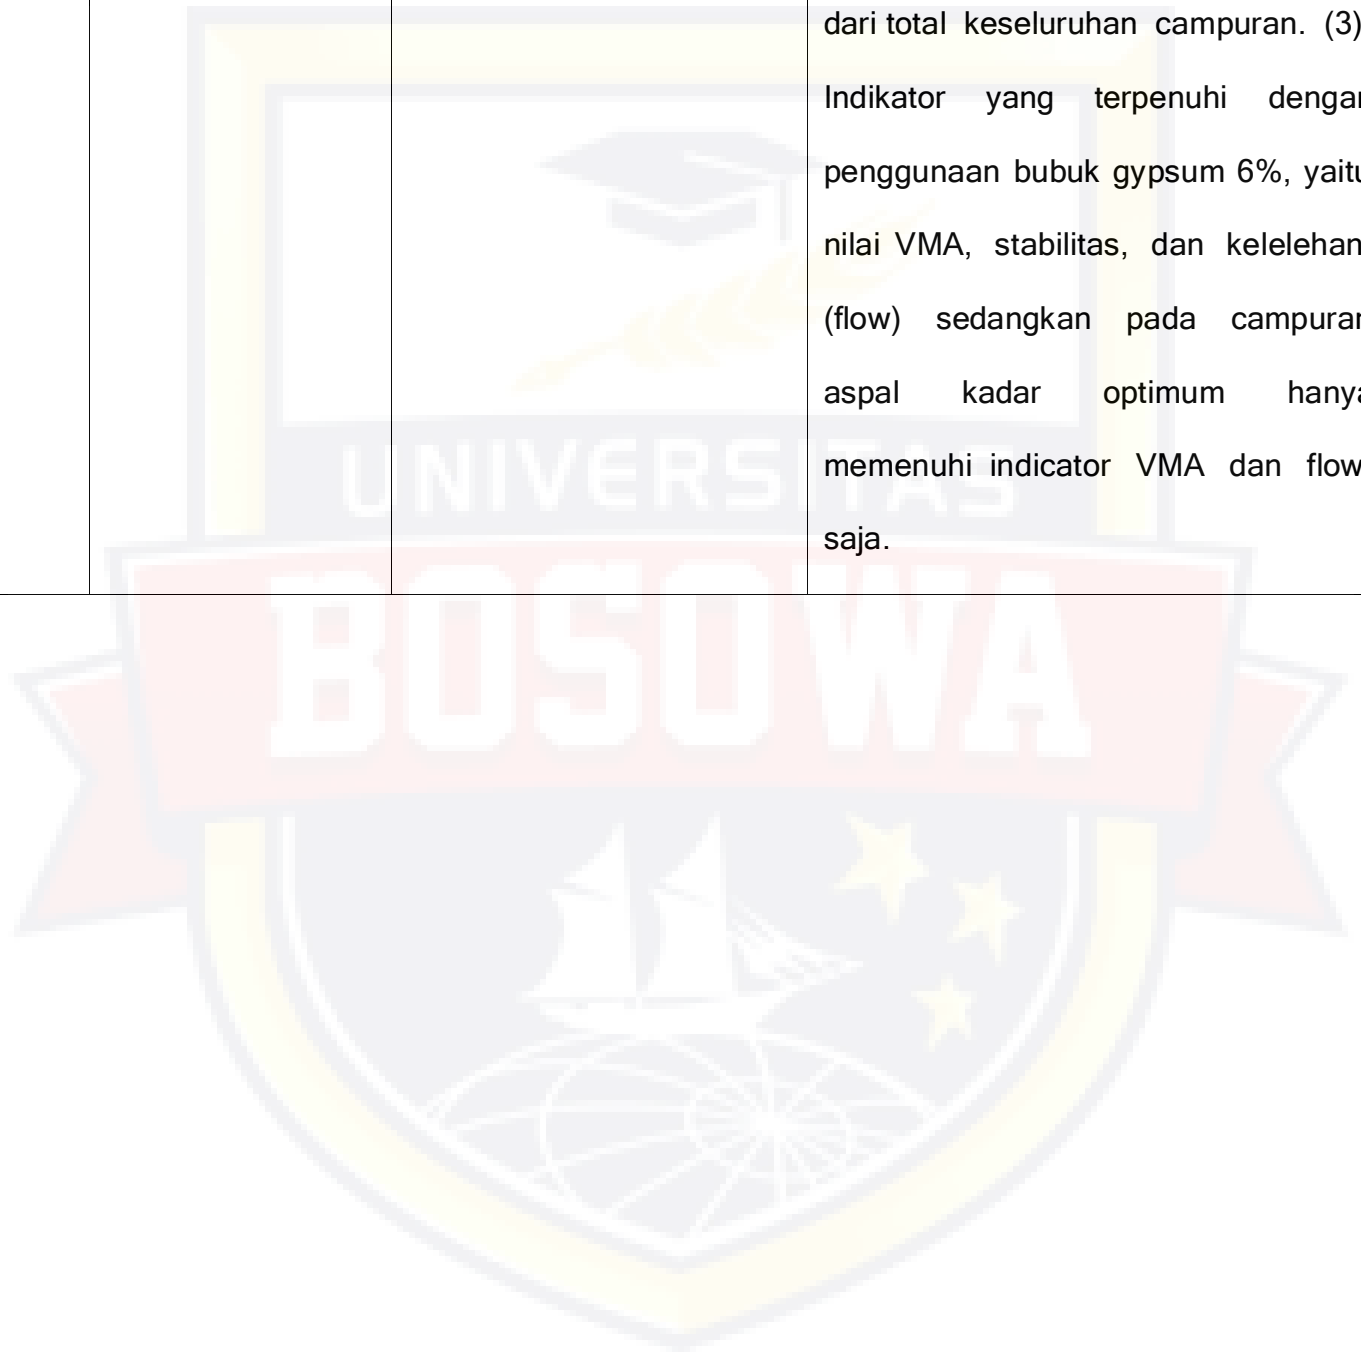 dari total keseluruhan campuran. (3)
Indikator yang terpenuhi dengan
penggunaan bubuk gypsum 6%, yaitu
nilai VMA, stabilitas, dan kelelehan
(flow) sedangkan pada campuran
aspal kadar optimum hanya
memenuhi indicator VMA dan flow
saja.
UNIVERSITAS
BOSOWA